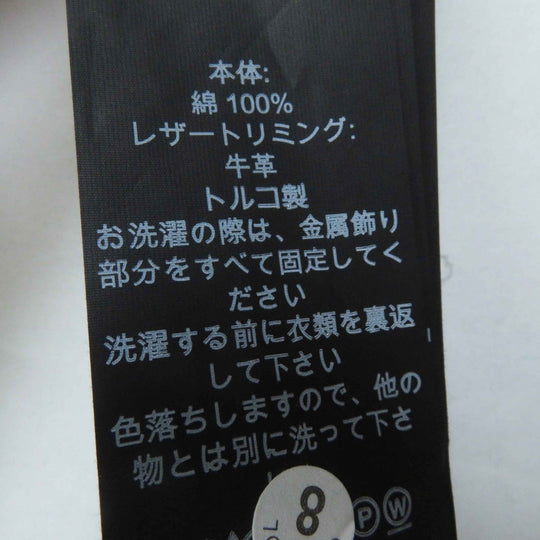 本体:
綿 100%
レザートリミング:
牛革
トルコ製
お洗濯の際は、金属飾り
部分をすべて固定してく
ださい
洗濯する前に衣類を裏返
して下さい
色落ちしますので、他の
物とは別に洗って下さ
8
P W